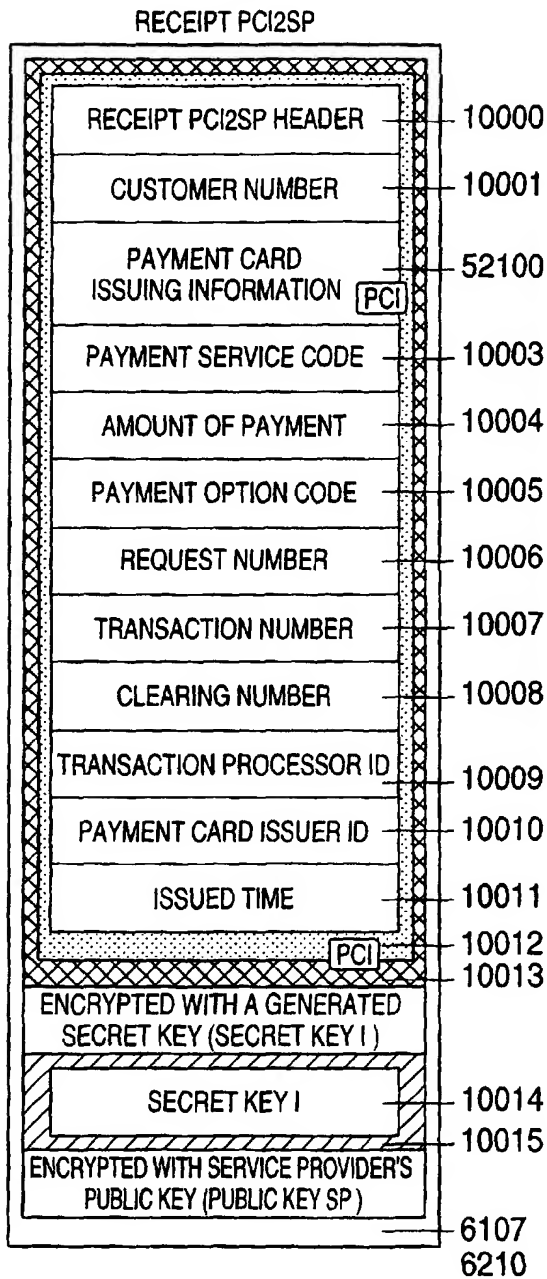 RECEIPT PCI2SP
RECEIPT PCI2SP HEADER 10000
CUSTOMER NUMBER 10001
PAYMENT CARD
ISSUING INFORMATION 52100
PCI
PAYMENT SERVICE CODE 10003
AMOUNT OF PAYMENT 10004
PAYMENT OPTION CODE 10005
REQUEST NUMBER 10006
TRANSACTION NUMBER 10007
CLEARING NUMBER 10008
TRANSACTION PROCESSOR ID 10009
PAYMENT CARD ISSUER ID 10010
ISSUED TIME 10011
PCI 10012
10013
ENCRYPTED WITH A GENERATED
SECRET KEY (SECRET KEY I )
SECRET KEY I 10014
10015
ENCRYPTED WITH SERVICE PROVIDER'S
PUBLIC KEY (PUBLIC KEY SP )
6107
6210